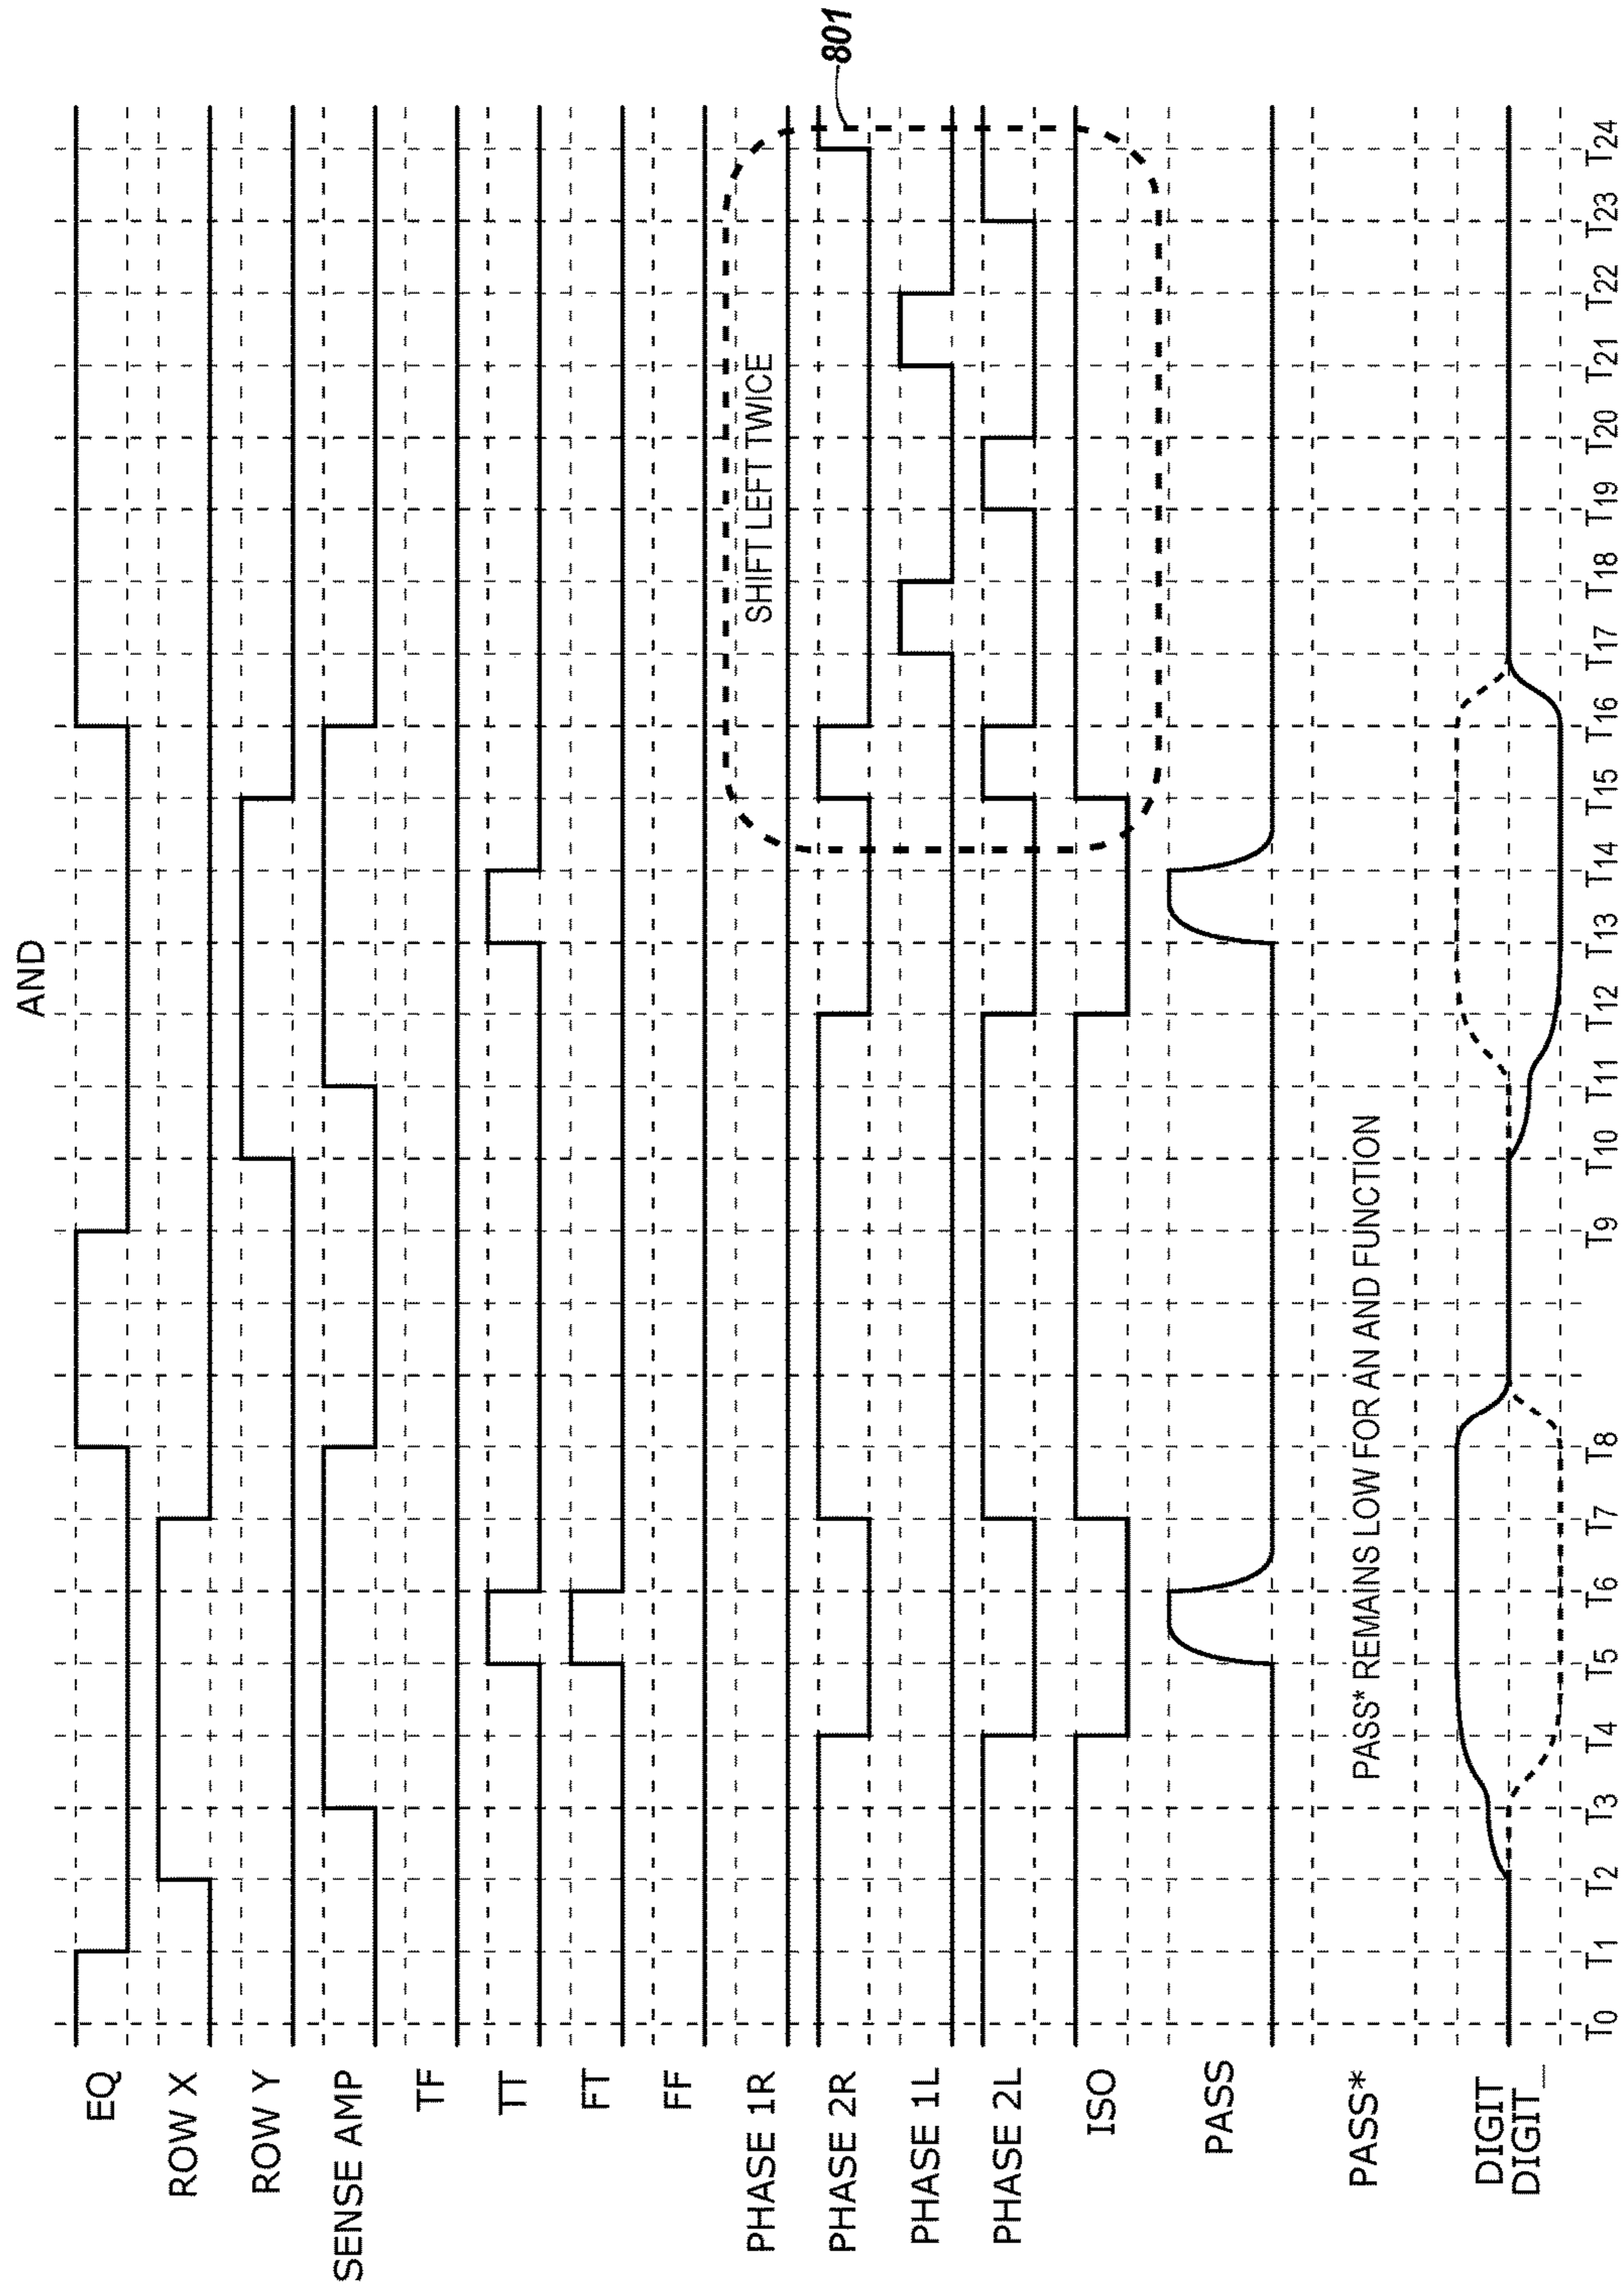 AND
EQ
ROW X
ROW Y
SENSE AMP
TF
TT
FT
FF
PHASE 1R
SHIFT LEFT TWICE
801
PHASE 2R
PHASE 1L
PHASE 2L
ISO
PASS
PASS*
PASS* REMAINS LOW FOR AN AND FUNCTION
DIGIT
DIGIT_
T0 T1 T2 T3 T4 T5 T6 T7 T8 T9 T10 T11 T12 T13 T14 T15 T16 T17 T18 T19 T20 T21 T22 T23 T24